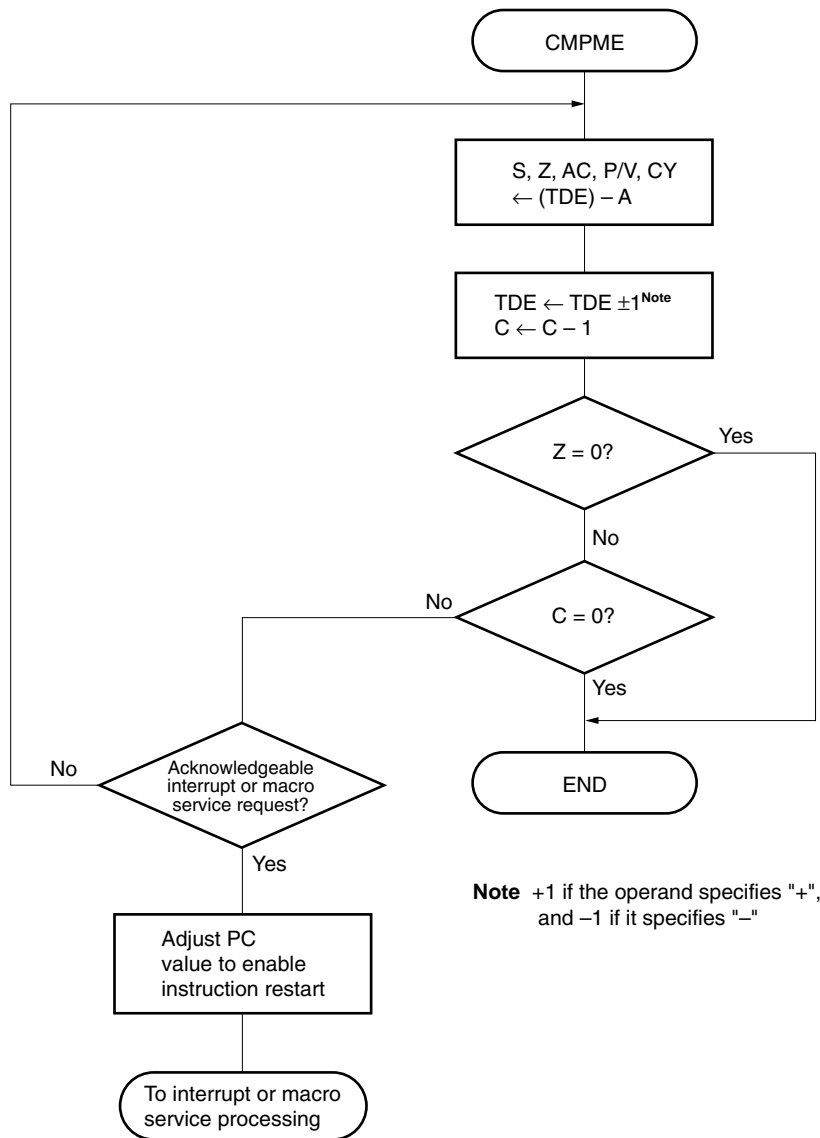 CMPME
S, Z, AC, P/V, CY
← (TDE) – A
TDE ← TDE ±1Note
C ← C – 1
Z = 0?
Yes
No
C = 0?
No
Yes
Acknowledgeable
interrupt or macro
service request?
No
Yes
END
Note +1 if the operand specifies "+",
and –1 if it specifies "–"
Adjust PC
value to enable
instruction restart
To interrupt or macro
service processing